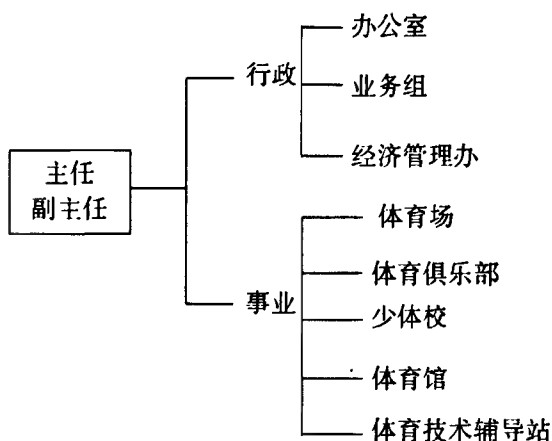 主任
副主任
行政
办公室
业务组
经济管理办
事业
体育场
体育俱乐部
少体校
体育馆
体育技术辅导站